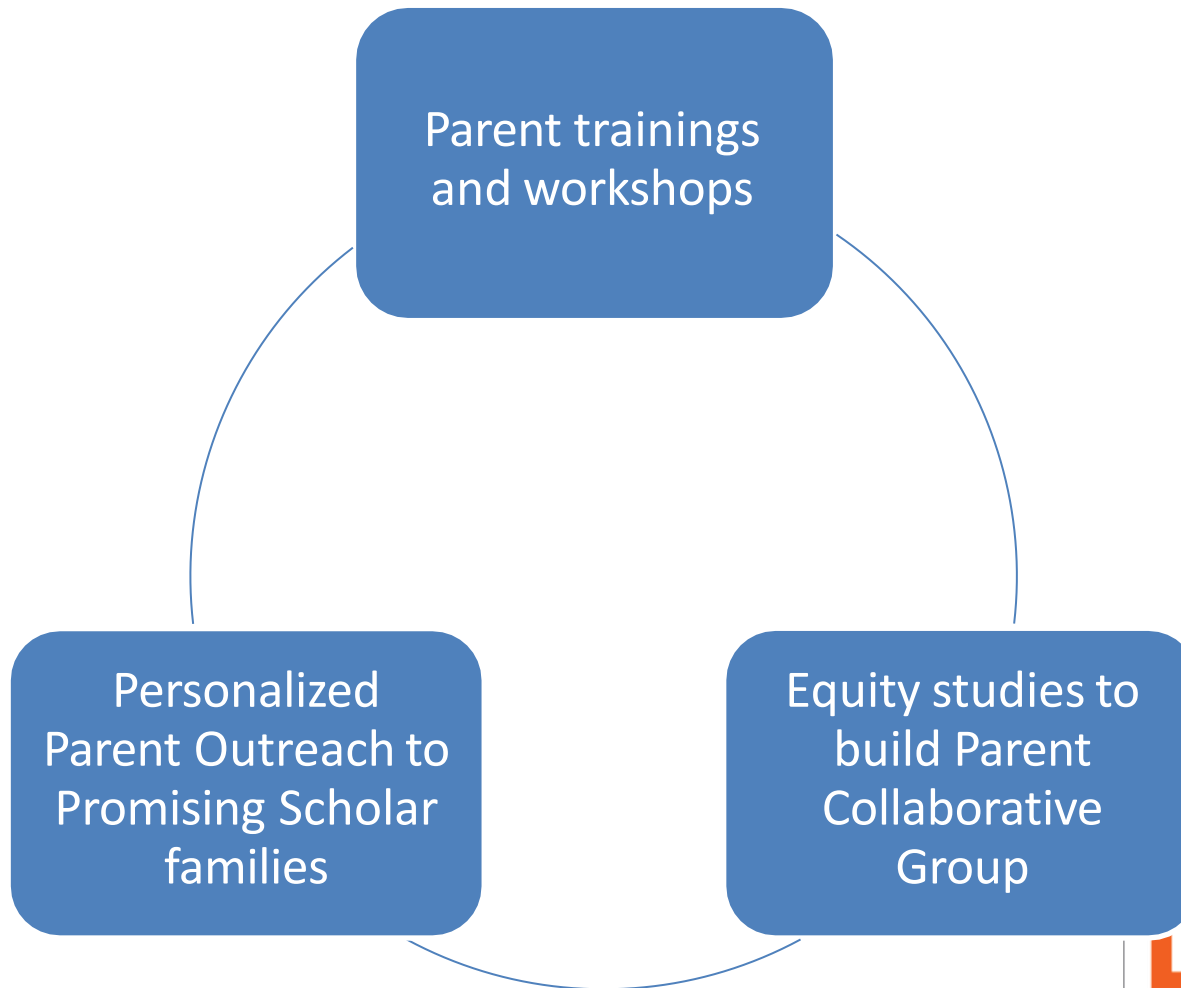 Parent trainings
and workshops
Personalized
Parent Outreach to
Promising Scholar
families
Equity studies to
build Parent
Collaborative
Group